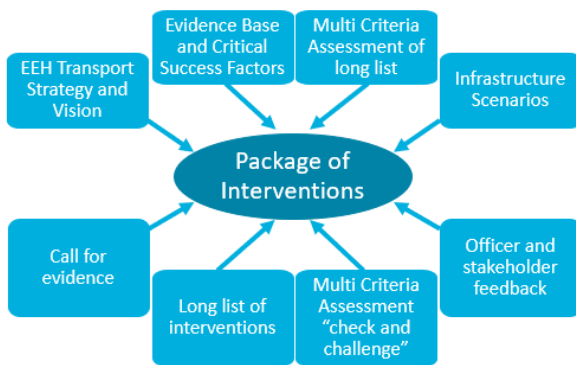 Evidence Base
and Critical
Success Factors
Multi Criteria
Assessment of
long list
EEH Transport
Strategy and
Vision
Infrastructure
Scenarios
Package of
Interventions
Call for
evidence
Long list of
interventions
Multi Criteria
Assessment
“check and
challenge”
Officer and
stakeholder
feedback